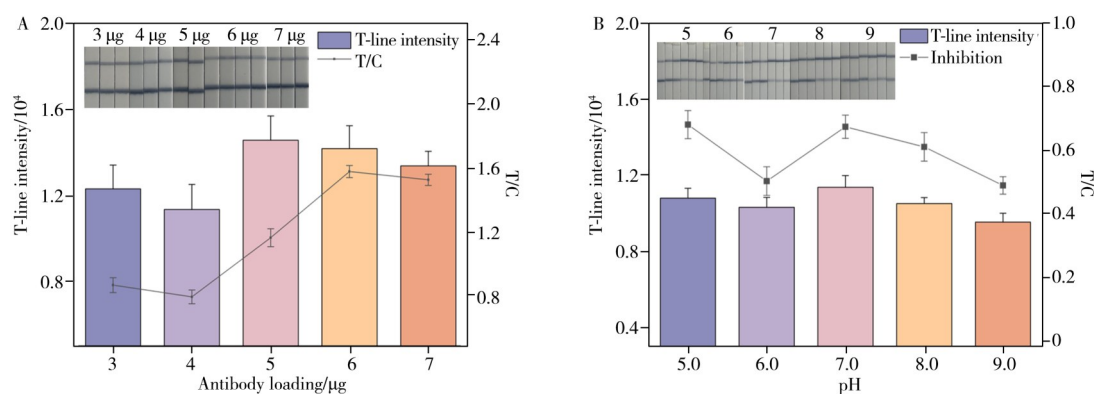 A
3 μg 4 μg 5 μg 6 μg 7 μg
T-line intensity
T/C
2.0
1.6
1.2
0.8
T-line intensity/10⁴
2.4
2.0
1.6
1.2
0.8
T/C
3 4 5 6 7
Antibody loading/μg
B
5 6 7 8 9
T-line intensity
Inhibition
2.0
1.6
1.2
0.8
0.4
T-line intensity/10⁴
1.0
0.8
0.6
0.4
0.2
0
T/C
5.0 6.0 7.0 8.0 9.0
pH